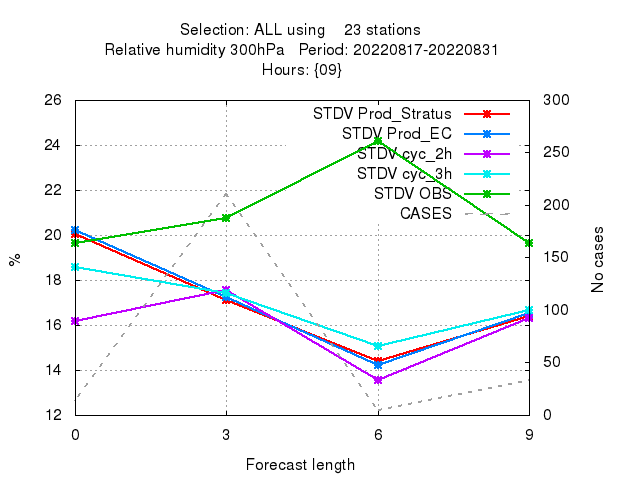 Selection: ALL using    23 stations
Relative humidity 300hPa   Period: 20220817-20220831
Hours: {09}
STDV Prod_Stratus
STDV Prod_EC
STDV cyc_2h
STDV cyc_3h
STDV OBS
CASES
26
24
22
20
18
16
14
12
%
300
250
200
150
100
50
0
No cases
0
3
6
9
Forecast length